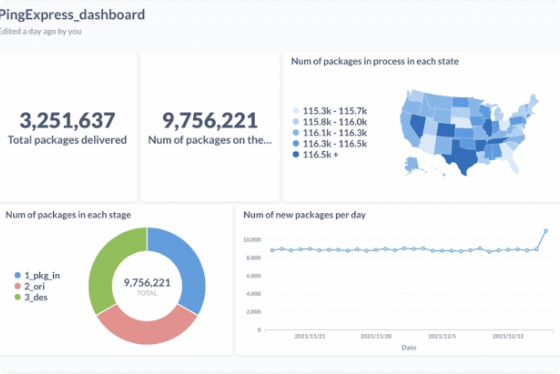 PingExpress_dashboard
Edited a day ago by you
3,251,637
Total packages delivered
9,756,221
Num of packages on the...
Num of packages in process in each state
115.3k - 115.7k
115.8k - 116.0k
116.1k - 116.3k
116.3k - 116.5k
116.5k +
Num of packages in each stage
1_pkg_in
2_ori
3_des
9,756,221
TOTAL
Num of new packages per day
10,000
8,000
6,000
4,000
2,000
0
2021/11/21
2021/11/28
2021/12/5
2021/12/12
Date